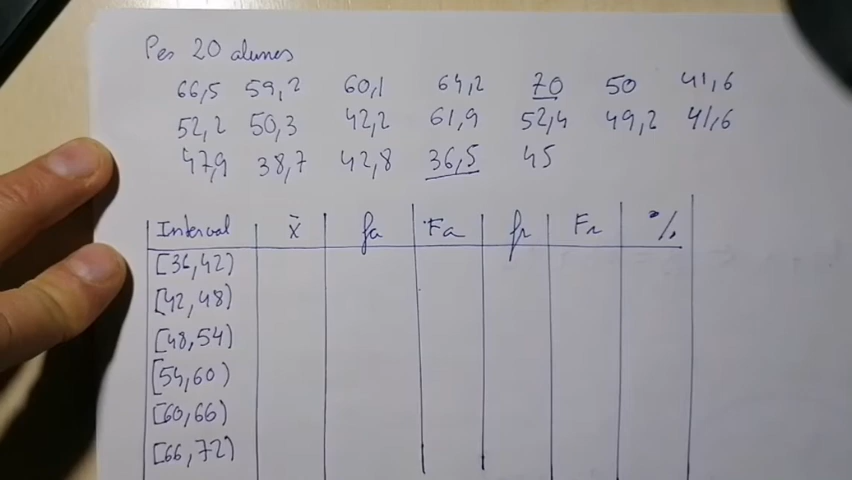 Pes 20 alumnes
66,5 59,2 60,1 64,2 70 50 41,6
52,2 50,3 42,2 61,9 52,4 49,2 41,6
47,9 38,7 42,8 36,5 45
Interval x̄ fa Fa fr Fr %
[36,42)
[42,48)
[48,54)
[54,60)
[60,66)
[66,72)